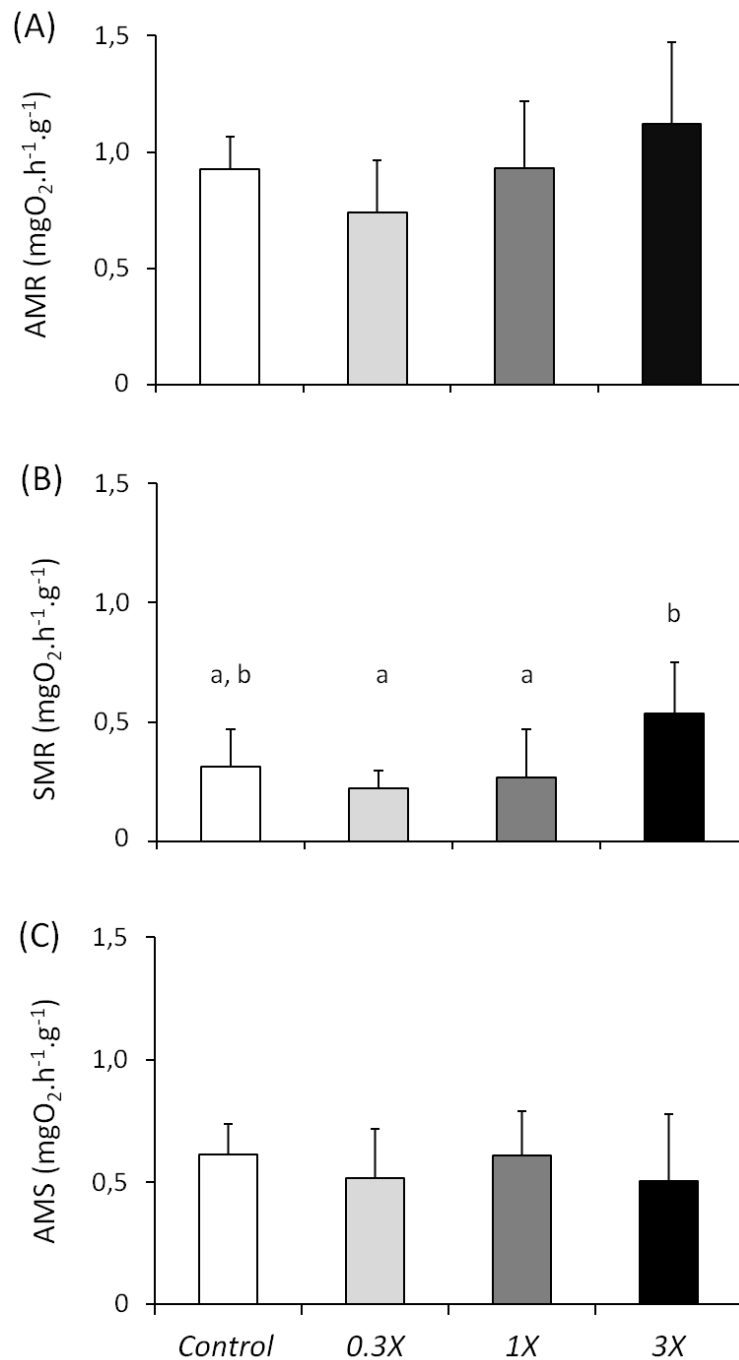 (A)
AMR (mgO₂.h⁻¹.g⁻¹)
1,5
1,0
0,5
0
(B)
SMR (mgO₂.h⁻¹.g⁻¹)
1,5
1,0
0,5
0
a, b
a
a
b
(C)
AMS (mgO₂.h⁻¹.g⁻¹)
1,5
1,0
0,5
0
Control 0.3X 1X 3X